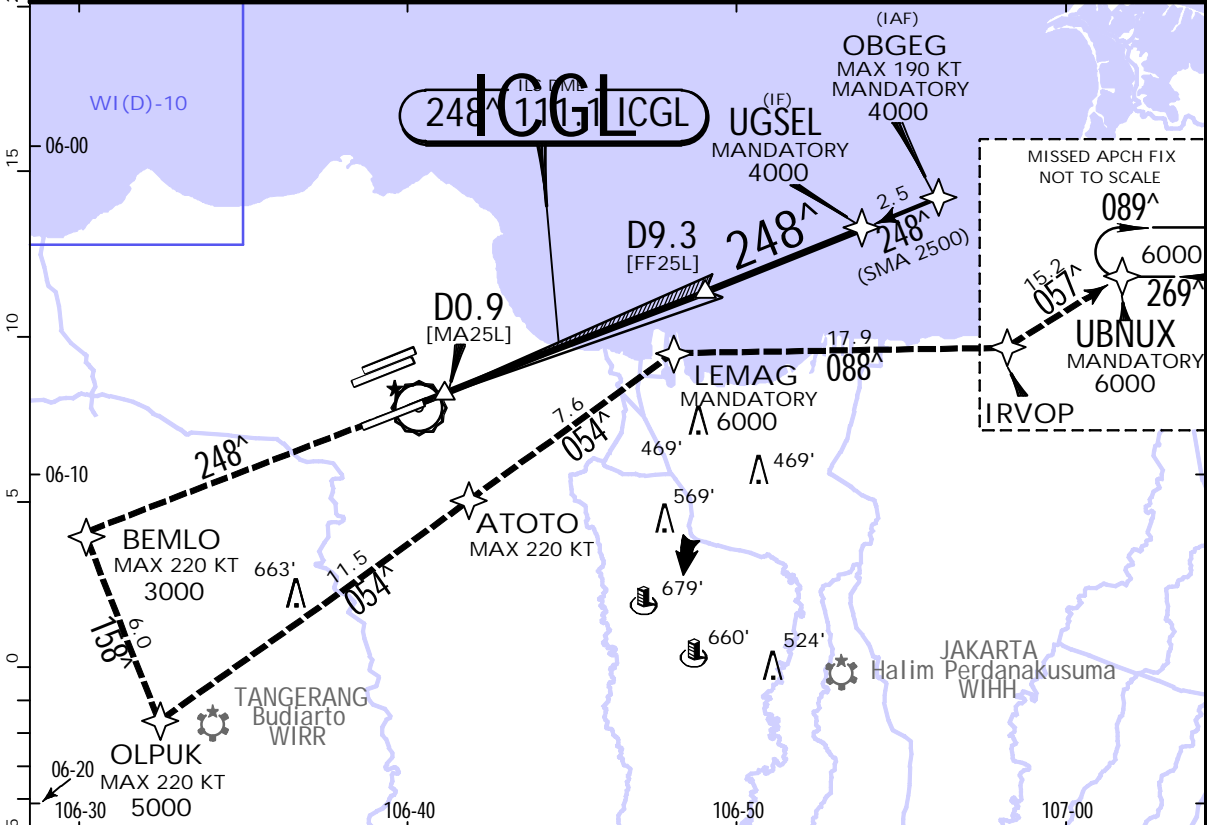 (IAF)
OBGEG
MAX 190 KT
MANDATORY
4000
WI(D)-10
ILS DME
248^ 111.1 ICGL
ICGL
(IF)
UGSEL
MANDATORY
4000
15
06-00
MISSED APCH FIX
NOT TO SCALE
089^
6000
269^
15.2
057^
UBNUX
MANDATORY
6000
IRVOP
2.5
248^
(SMA 2500)
248^
D9.3
[FF25L]
D0.9
[MA25L]
10
17.9
088^
LEMAG
MANDATORY
6000
7.6
054^
469'
469'
248^
06-10
5
569'
ATOTO
MAX 220 KT
BEMLO
MAX 220 KT
3000
663'
11.5
054^
679'
158^
6.0
660'
524'
0
JAKARTA
Halim Perdanakusuma
WIHH
TANGERANG
Budiarto
WIRR
OLPUK
MAX 220 KT
5000
06-20
106-30
106-40
106-50
107-00
5